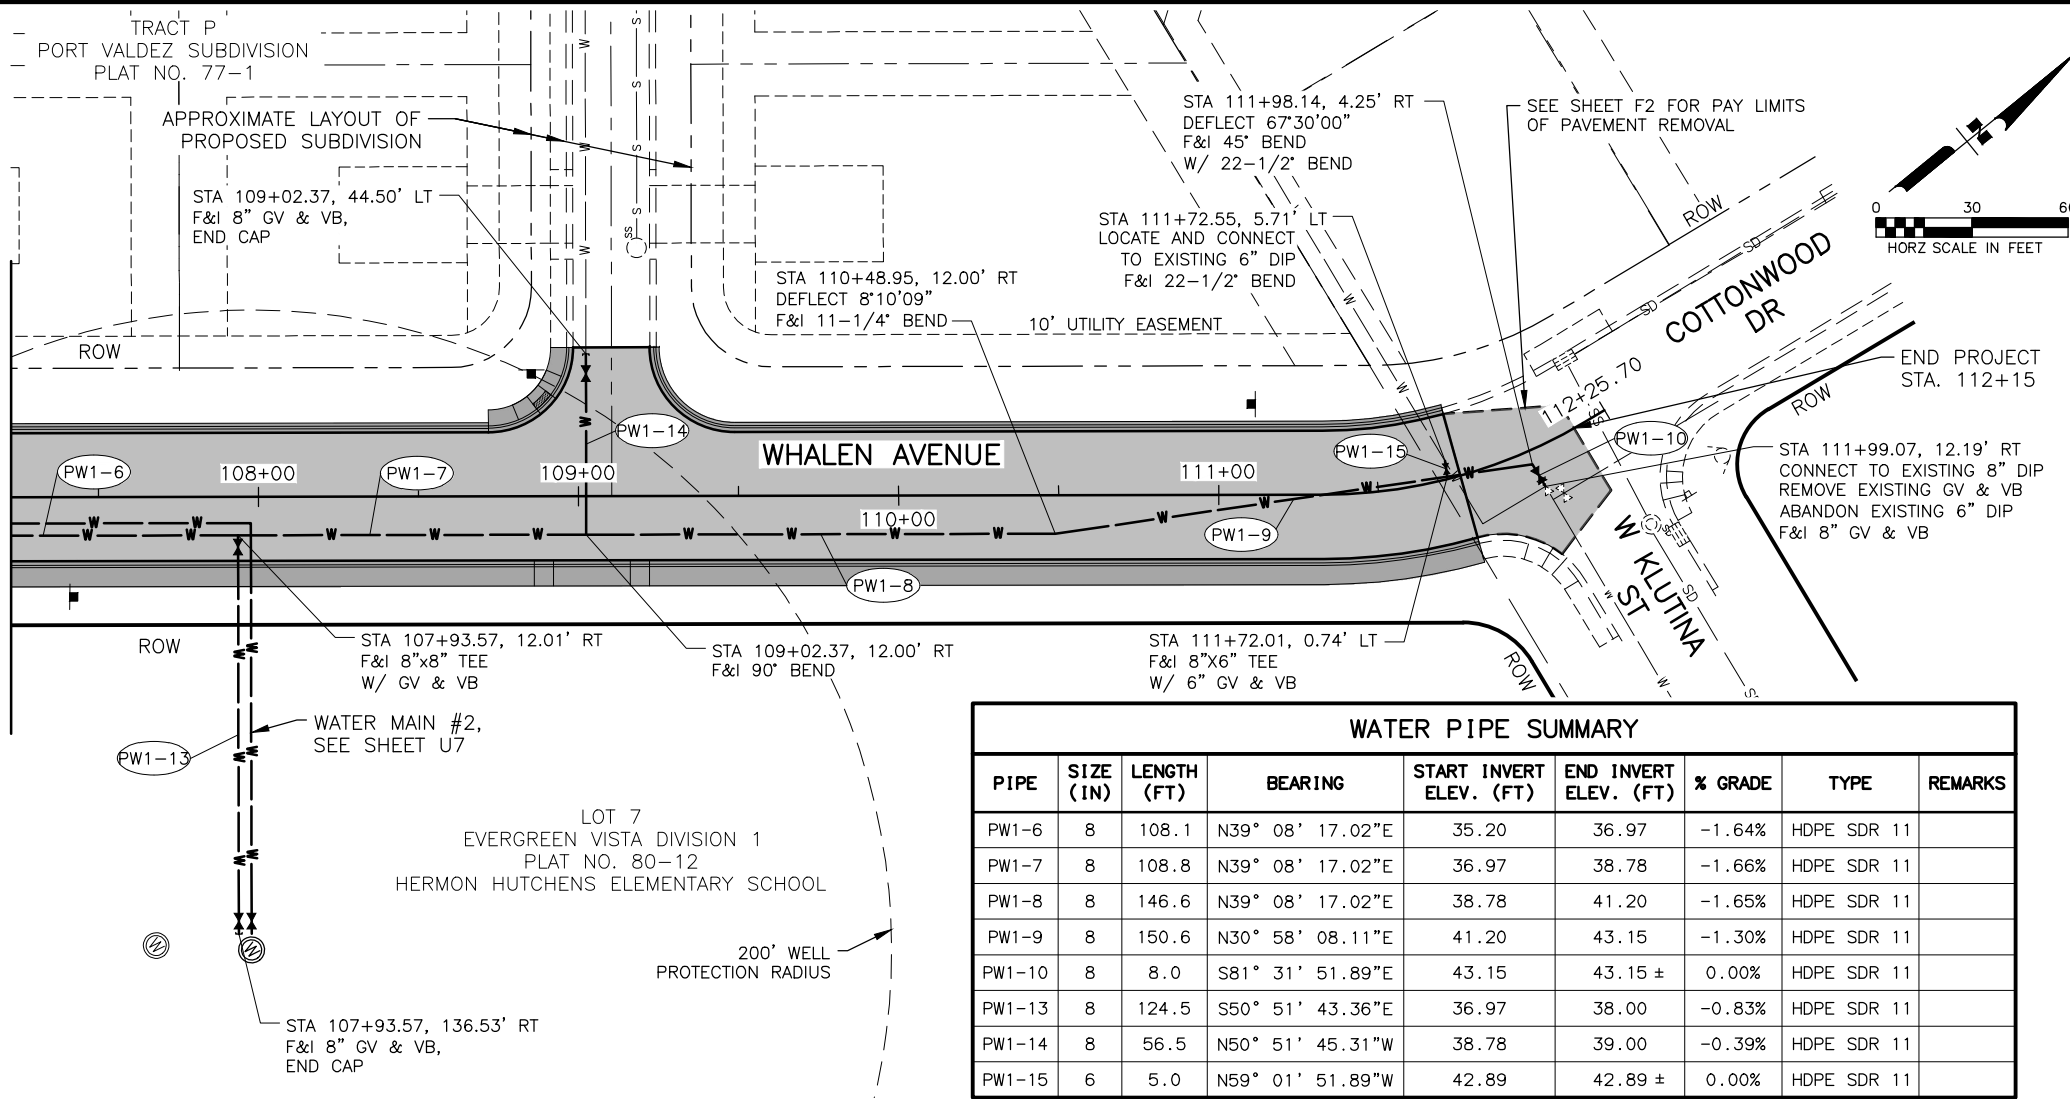 TRACT P
PORT VALDEZ SUBDIVISION
PLAT NO. 77-1
APPROXIMATE LAYOUT OF
PROPOSED SUBDIVISION
STA 109+02.37, 44.50' LT
F&I 8" GV & VB,
END CAP
STA 110+48.95, 12.00' RT
DEFLECT 8°10'09"
F&I 11-1/4° BEND
STA 111+98.14, 4.25' RT
DEFLECT 67°30'00"
F&I 45° BEND
W/ 22-1/2° BEND
STA 111+72.55, 5.71' LT
LOCATE AND CONNECT
TO EXISTING 6" DIP
F&I 22-1/2° BEND
SEE SHEET F2 FOR PAY LIMITS
OF PAVEMENT REMOVAL
0 30 60
HORZ SCALE IN FEET
N
10' UTILITY EASEMENT
ROW
ROW
COTTONWOOD
DR
112+25.70
END PROJECT
STA. 112+15
ROW
PW1-14
PW1-10
PW1-15
WHALEN AVENUE
PW1-6
108+00
PW1-7
109+00
111+00
110+00
PW1-9
PW1-8
STA 111+99.07, 12.19' RT
CONNECT TO EXISTING 8" DIP
REMOVE EXISTING GV & VB
ABANDON EXISTING 6" DIP
F&I 8" GV & VB
W KLUTINA
ST
ROW
STA 107+93.57, 12.01' RT
F&I 8"x8" TEE
W/ GV & VB
STA 109+02.37, 12.00' RT
F&I 90° BEND
STA 111+72.01, 0.74' LT
F&I 8"X6" TEE
W/ 6" GV & VB
ROW
WATER MAIN #2,
SEE SHEET U7
PW1-13
LOT 7
EVERGREEN VISTA DIVISION 1
PLAT NO. 80-12
HERMON HUTCHENS ELEMENTARY SCHOOL
200' WELL
PROTECTION RADIUS
STA 107+93.57, 136.53' RT
F&I 8" GV & VB,
END CAP
WATER PIPE SUMMARY
PIPE SIZE (IN) LENGTH (FT) BEARING START INVERT ELEV. (FT) END INVERT ELEV. (FT) % GRADE TYPE REMARKS
PW1-6 8 108.1 N39° 08' 17.02"E 35.20 36.97 -1.64% HDPE SDR 11
PW1-7 8 108.8 N39° 08' 17.02"E 36.97 38.78 -1.66% HDPE SDR 11
PW1-8 8 146.6 N39° 08' 17.02"E 38.78 41.20 -1.65% HDPE SDR 11
PW1-9 8 150.6 N30° 58' 08.11"E 41.20 43.15 -1.30% HDPE SDR 11
PW1-10 8 8.0 S81° 31' 51.89"E 43.15 43.15 ± 0.00% HDPE SDR 11
PW1-13 8 124.5 S50° 51' 43.36"E 36.97 38.00 -0.83% HDPE SDR 11
PW1-14 8 56.5 N50° 51' 45.31"W 38.78 39.00 -0.39% HDPE SDR 11
PW1-15 6 5.0 N59° 01' 51.89"W 42.89 42.89 ± 0.00% HDPE SDR 11